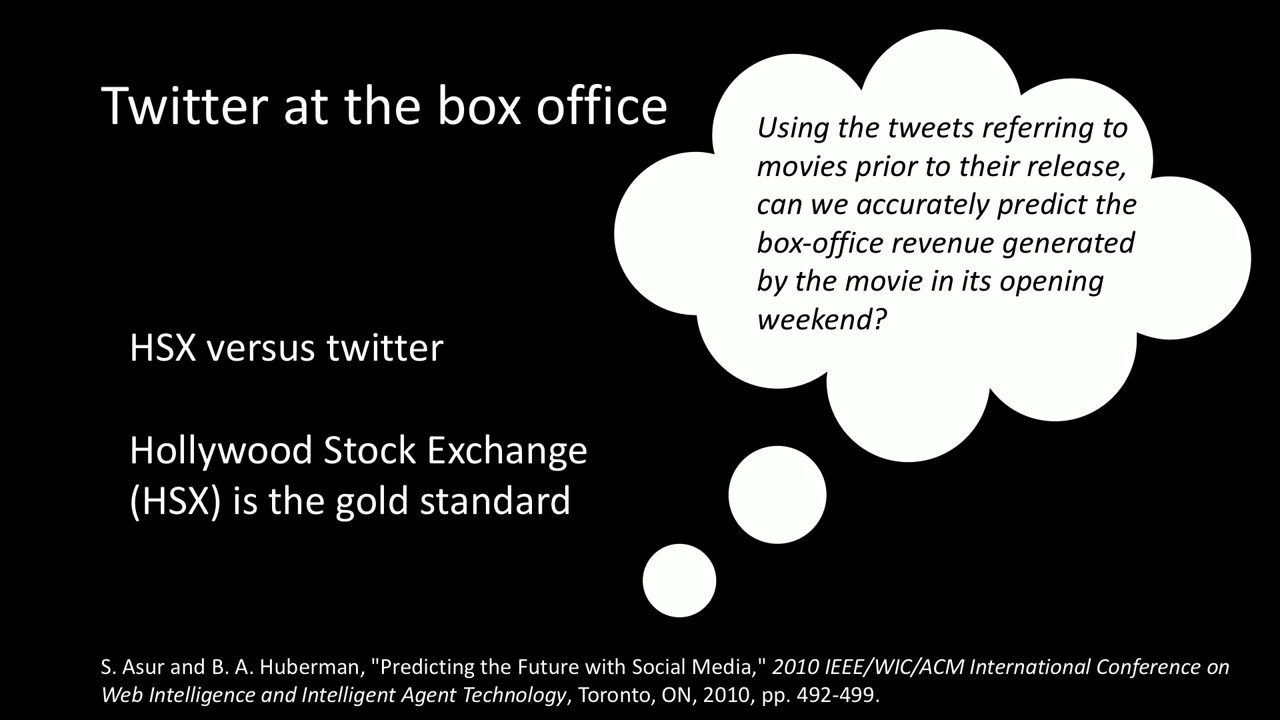 Twitter at the box office
Using the tweets referring to
movies prior to their release,
can we accurately predict the
box-office revenue generated
by the movie in its opening
weekend?
HSX versus twitter
Hollywood Stock Exchange
(HSX) is the gold standard
S. Asur and B. A. Huberman, "Predicting the Future with Social Media," 2010 IEEE/WIC/ACM International Conference on
Web Intelligence and Intelligent Agent Technology, Toronto, ON, 2010, pp. 492-499.